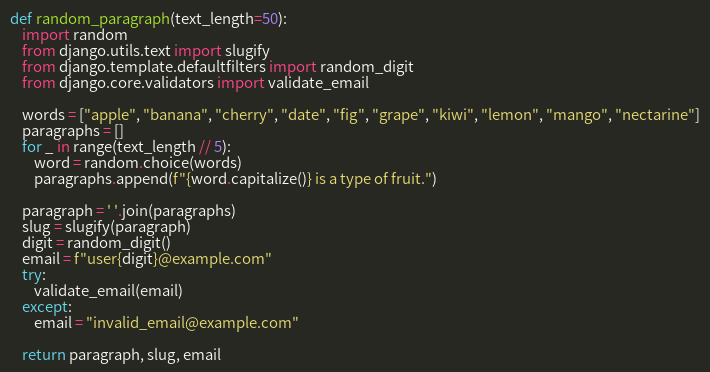 def random_paragraph(text_length=50):
    import random
    from django.utils.text import slugify
    from django.template.defaultfilters import random_digit
    from django.core.validators import validate_email

    words = ["apple", "banana", "cherry", "date", "fig", "grape", "kiwi", "lemon", "mango", "nectarine"]
    paragraphs = []
    for _ in range(text_length // 5):
        word = random.choice(words)
        paragraphs.append(f"{word.capitalize()} is a type of fruit.")

    paragraph = ' '.join(paragraphs)
    slug = slugify(paragraph)
    digit = random_digit()
    email = f"user{digit}@example.com"
    try:
        validate_email(email)
    except:
        email = "invalid_email@example.com"

    return paragraph, slug, email